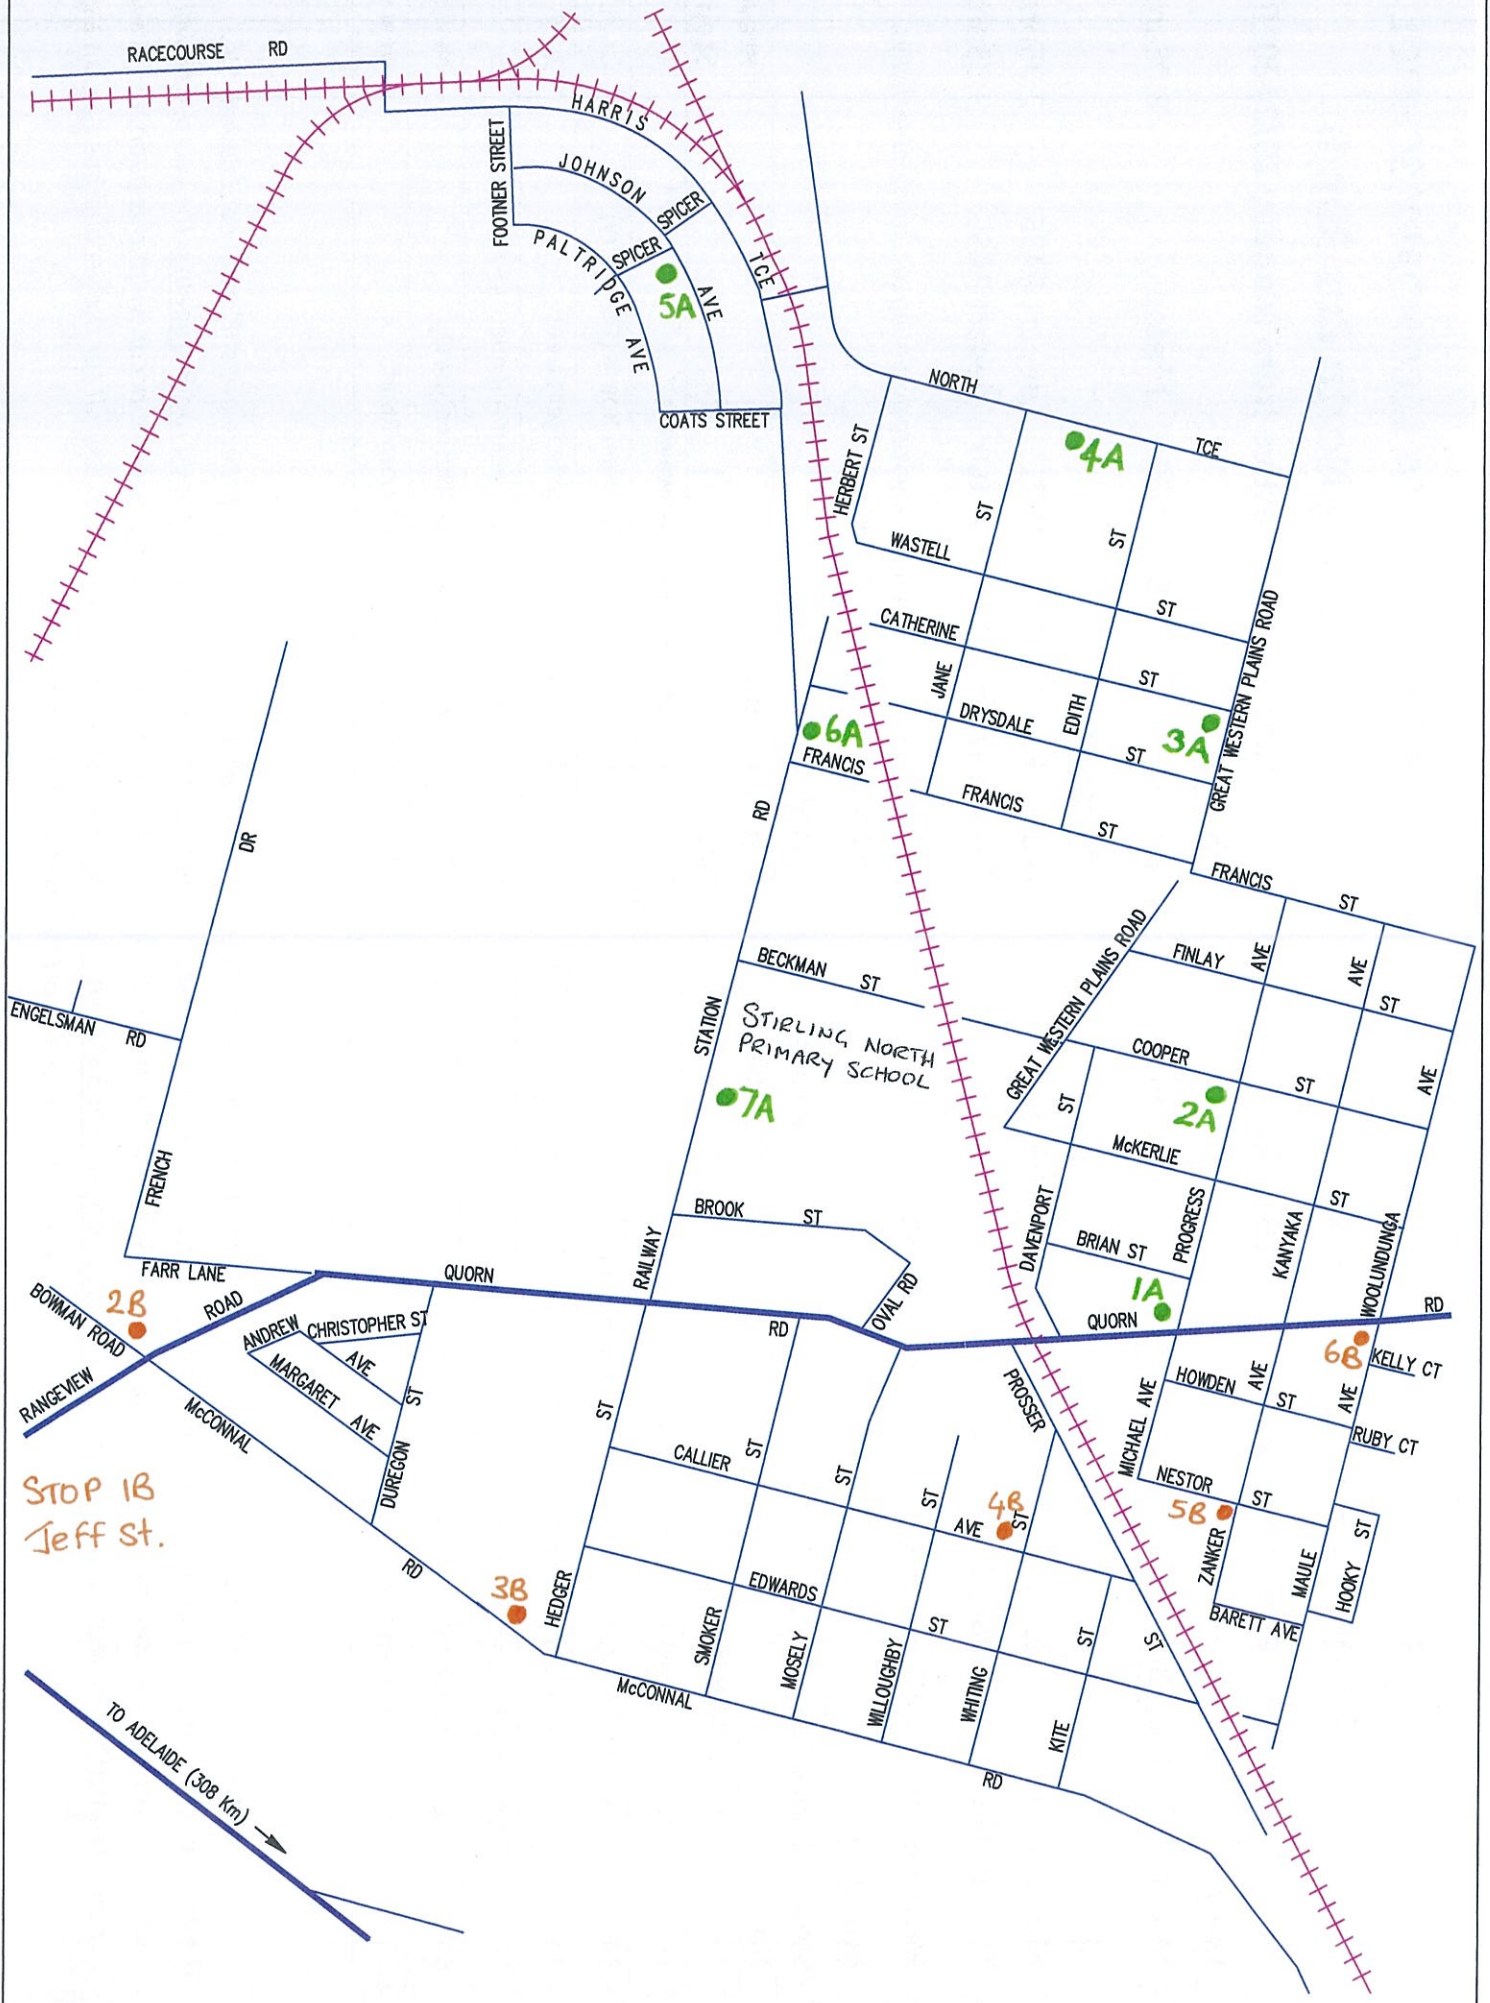 RACECOURSE RD
HARRIS
FOOTNER STREET
JOHNSON
SPICER
SPICER
PALTRIDGE
AVE
TCE
5A
AVE
COATS STREET
NORTH
TCE
4A
HERBERT ST
ST
ST
WASTELL
ST
CATHERINE
ST
GREAT WESTERN PLAINS ROAD
JANE
EDITH
DRYSDALE
ST
3A
6A
FRANCIS
FRANCIS
ST
RD
DR
FRANCIS
ST
GREAT WESTERN PLAINS ROAD
FINLAY
AVE
AVE
ST
BECKMAN
ST
ENGELSMAN
RD
STATION
STIRLING NORTH
PRIMARY SCHOOL
7A
COOPER
ST
AVE
ST
2A
McKERLIE
ST
FRENCH
BROOK
ST
DAVENPORT
PROGRESS
KANYAKA
WOOLUNDUNGA
BRIAN ST
RAILWAY
FARR LANE
QUORN
OVAL RD
1A
QUORN
RD
BOWMAN ROAD
2B
ROAD
ANDREW
CHRISTOPHER ST
AVE
MARGARET
AVE
ST
RD
6B
KELLY CT
RANGEVIEW
McCONNAL
PROSSER
MICHAEL AVE
HOWDEN
AVE
ST
AVE
RUBY CT
ST
CALLIER
ST
ST
ST
DUREGON
NESTOR
ST
STOP 1B
Jeff St.
4B
AVE
ST
5B
ST
ZANKER
MAULE
HOOKY
RD
3B
HEDGER
EDWARDS
ST
BARETT AVE
SMOKER
MOSELY
WILLOUGHBY
WHITING
ST
ST
KITE
McCONNAL
RD
TO ADELAIDE (308 Km)